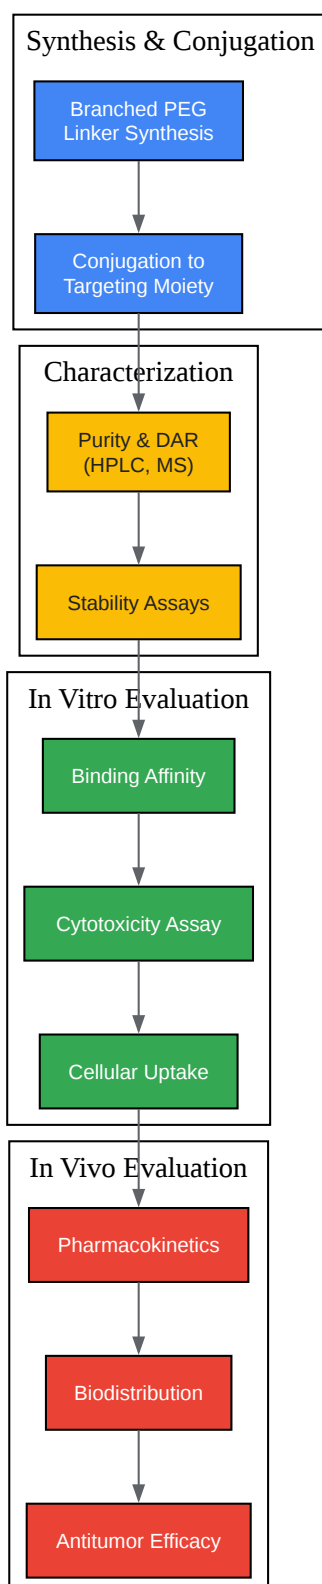 Synthesis & Conjugation
Branched PEG
Linker Synthesis
Conjugation to
Targeting Moiety
Characterization
Purity & DAR
(HPLC, MS)
Stability Assays
In Vitro Evaluation
Binding Affinity
Cytotoxicity Assay
Cellular Uptake
In Vivo Evaluation
Pharmacokinetics
Biodistribution
Antitumor Efficacy